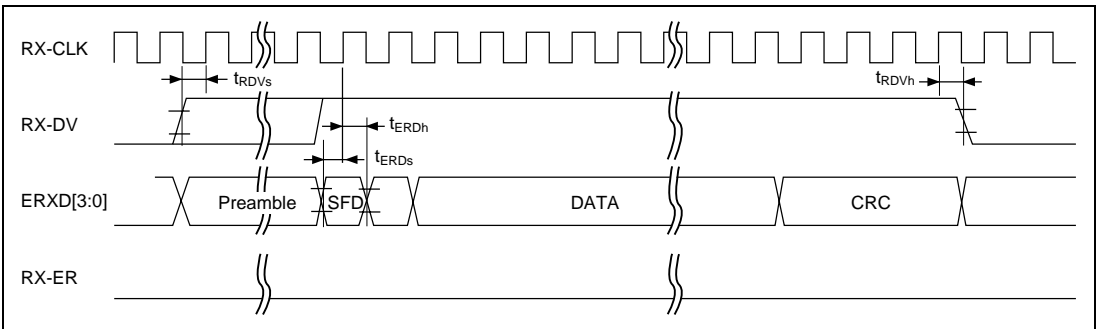 RX-CLK
tRDVs
tRDVh
RX-DV
tERDh
tERDs
ERXD[3:0]
Preamble
SFD
DATA
CRC
RX-ER